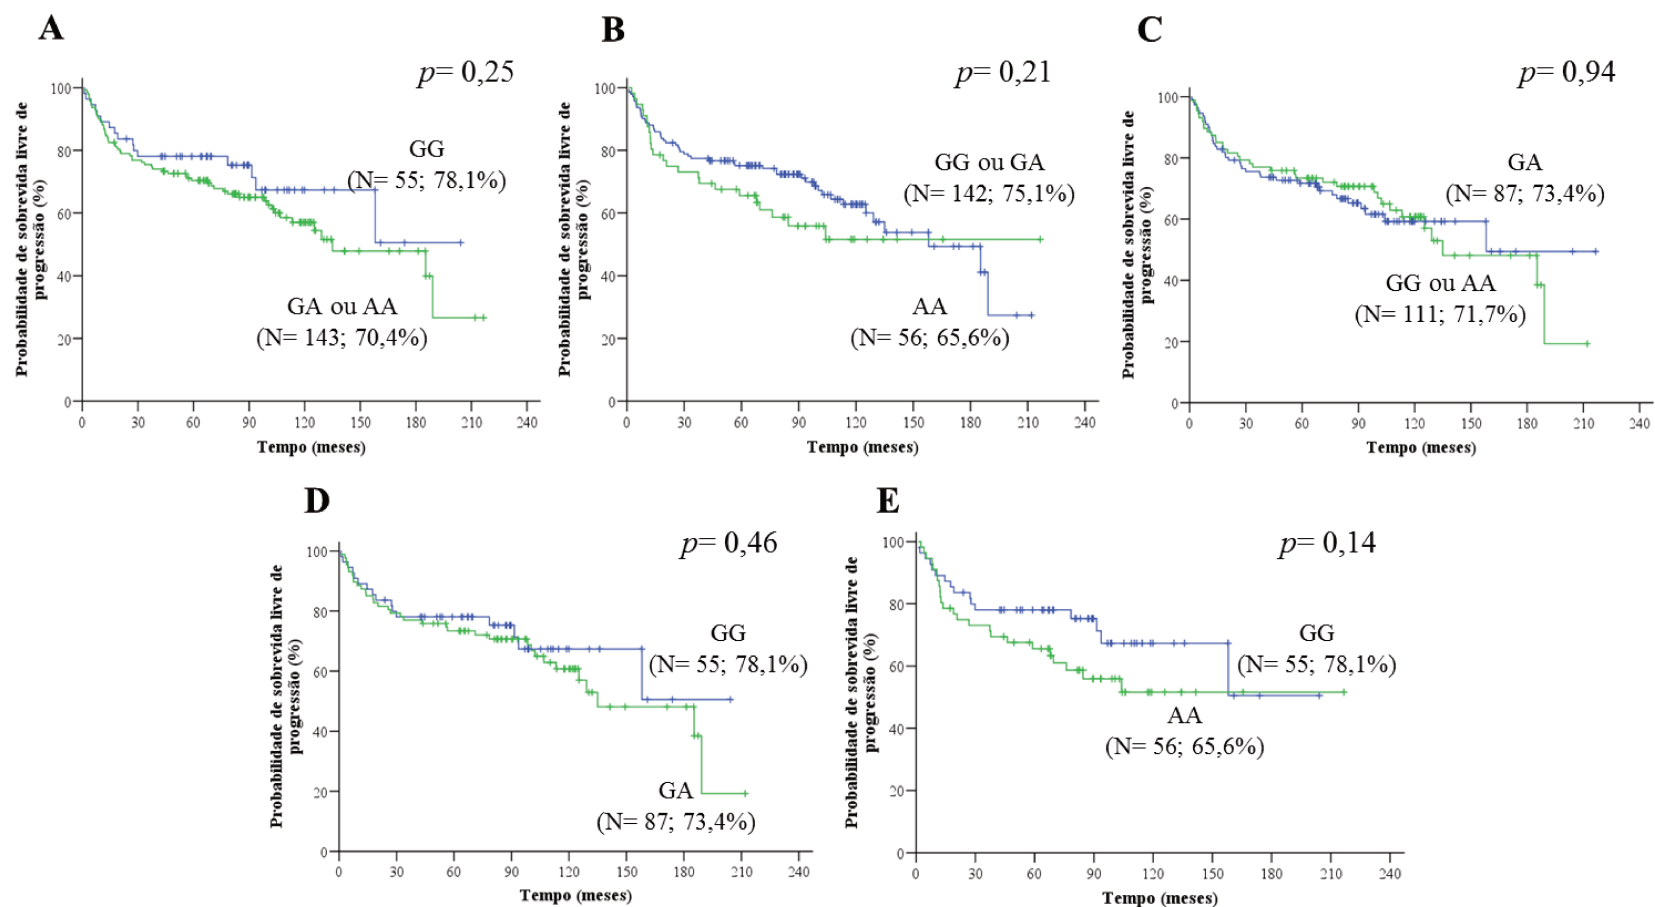 A
p= 0,25
Probabilidade de sobrevida livre de
progressão (%)
100
80
60
40
20
0
GG
(N= 55; 78,1%)
GA ou AA
(N= 143; 70,4%)
0 30 60 90 120 150 180 210 240
Tempo (meses)
B
p= 0,21
Probabilidade de sobrevida livre de
progressão (%)
100
80
60
40
20
0
GG ou GA
(N= 142; 75,1%)
AA
(N= 56; 65,6%)
0 30 60 90 120 150 180 210 240
Tempo (meses)
C
p= 0,94
Probabilidade de sobrevida livre de
progressão (%)
100
80
60
40
20
0
GA
(N= 87; 73,4%)
GG ou AA
(N= 111; 71,7%)
0 30 60 90 120 150 180 210 240
Tempo (meses)
D
p= 0,46
Probabilidade de sobrevida livre de
progressão (%)
100
80
60
40
20
0
GG
(N= 55; 78,1%)
GA
(N= 87; 73,4%)
0 30 60 90 120 150 180 210 240
Tempo (meses)
E
p= 0,14
Probabilidade de sobrevida livre de
progressão (%)
100
80
60
40
20
0
GG
(N= 55; 78,1%)
AA
(N= 56; 65,6%)
0 30 60 90 120 150 180 210 240
Tempo (meses)